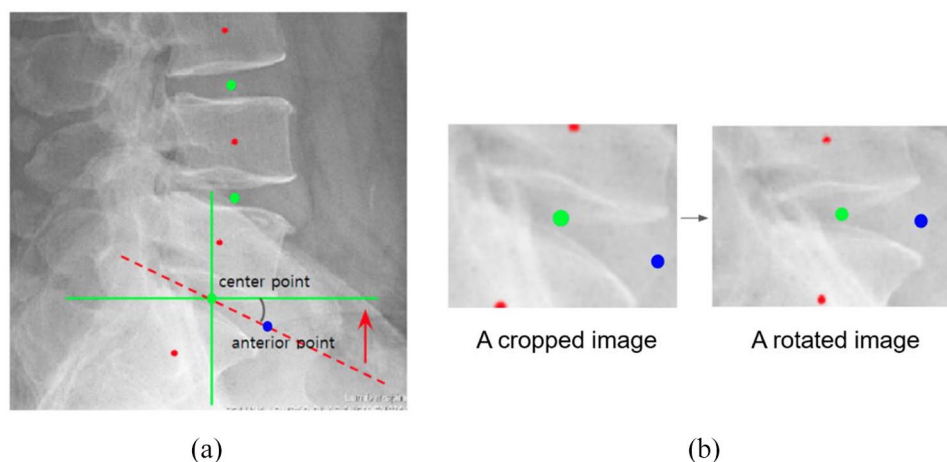 center point
anterior point
A cropped image
A rotated image
(a)
(b)